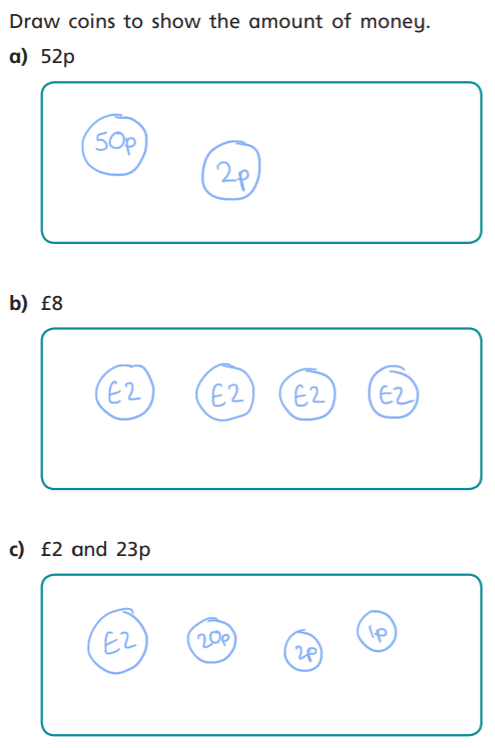 Draw coins to show the amount of money.
a) 52p
50p 2p
b) £8
£2 £2 £2 £2
c) £2 and 23p
£2 20p 2p 1p